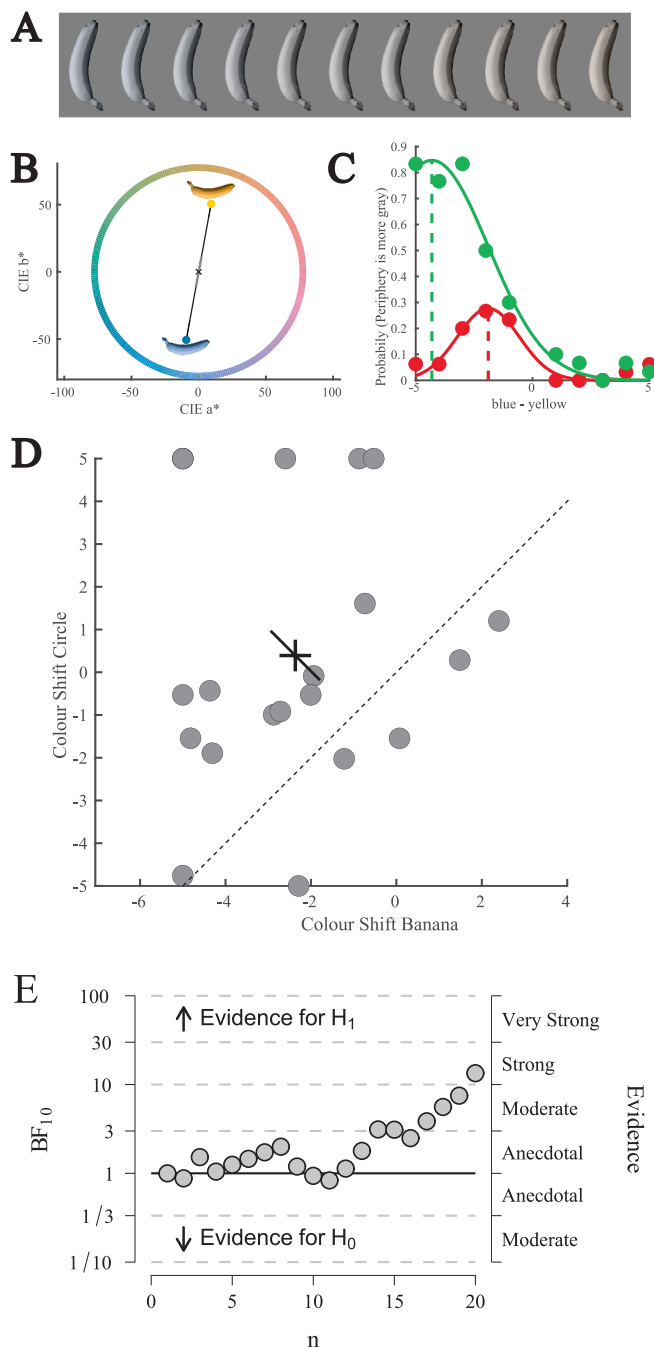 A
B
CIE b*
50
0
-50
-100
-50
0
50
100
CIE a*
C
Probabily (Periphery is more gray)
0.9
0.8
0.7
0.6
0.5
0.4
0.3
0.2
0.1
0
-5
0
5
blue - yellow
D
Colour Shift Circle
5
4
3
2
1
0
-1
-2
-3
-4
-5
-6
-4
-2
0
2
4
Colour Shift Banana
E
BF10
100
30
10
3
1
1/3
1/10
Evidence for H1
Evidence for H0
Very Strong
Strong
Moderate
Anecdotal
Anecdotal
Moderate
Evidence
0
5
10
15
20
n